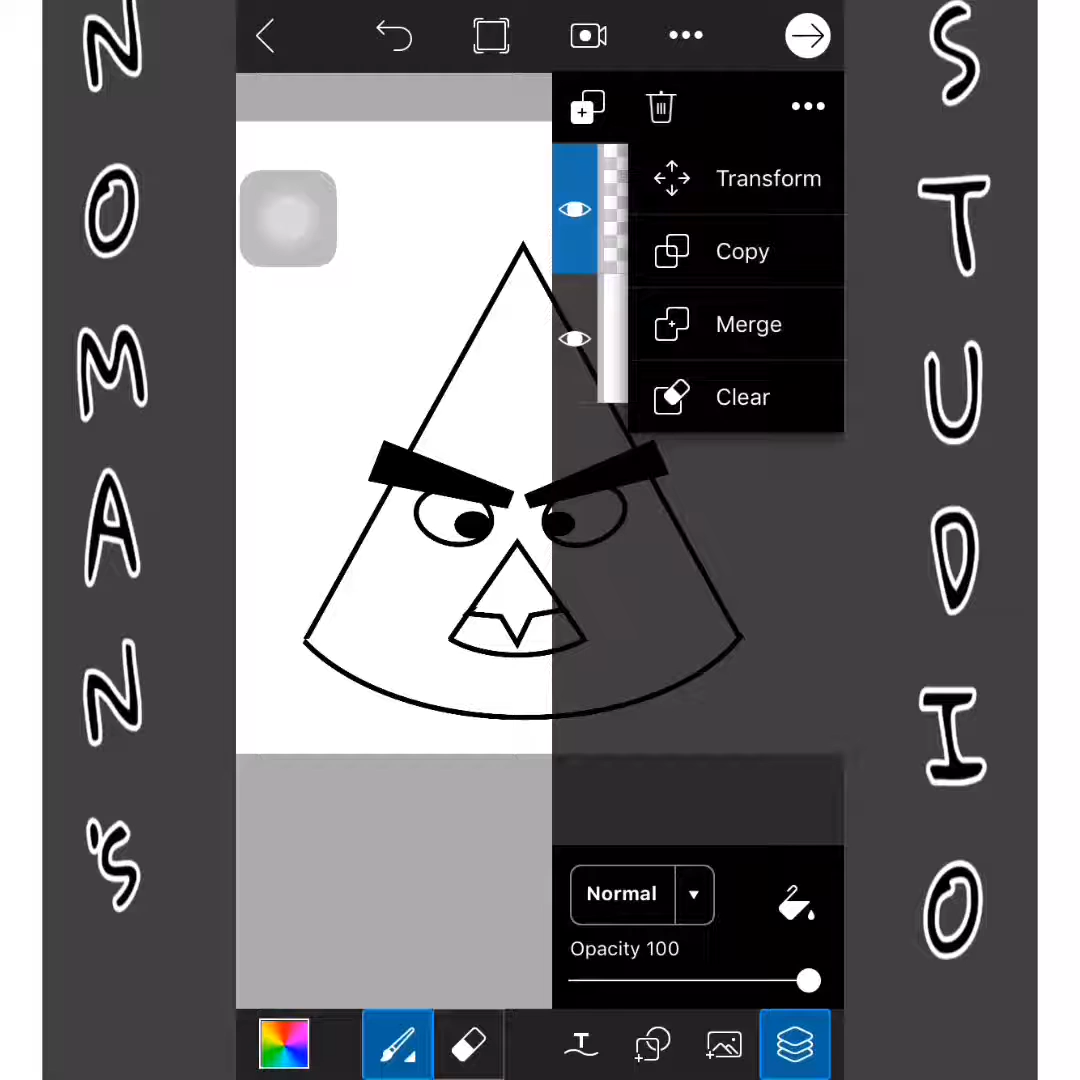 NOMAN'S
Transform
Copy
Merge
Clear
Normal
Opacity 100
STUDIO